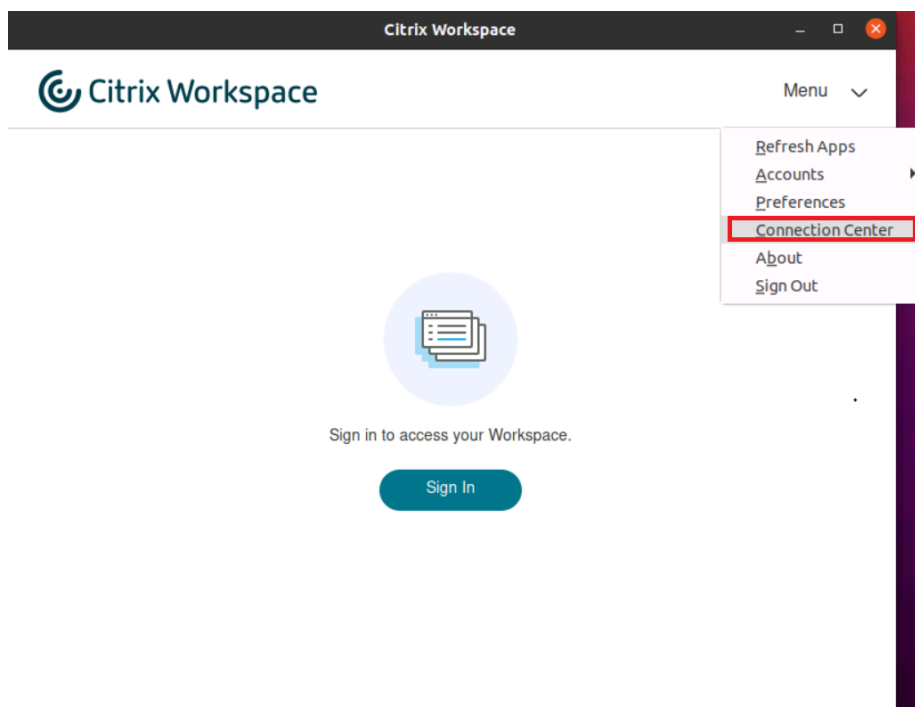 Citrix Workspace
Citrix Workspace
Menu
Refresh Apps
Accounts
Preferences
Connection Center
About
Sign Out
Sign in to access your Workspace.
Sign In